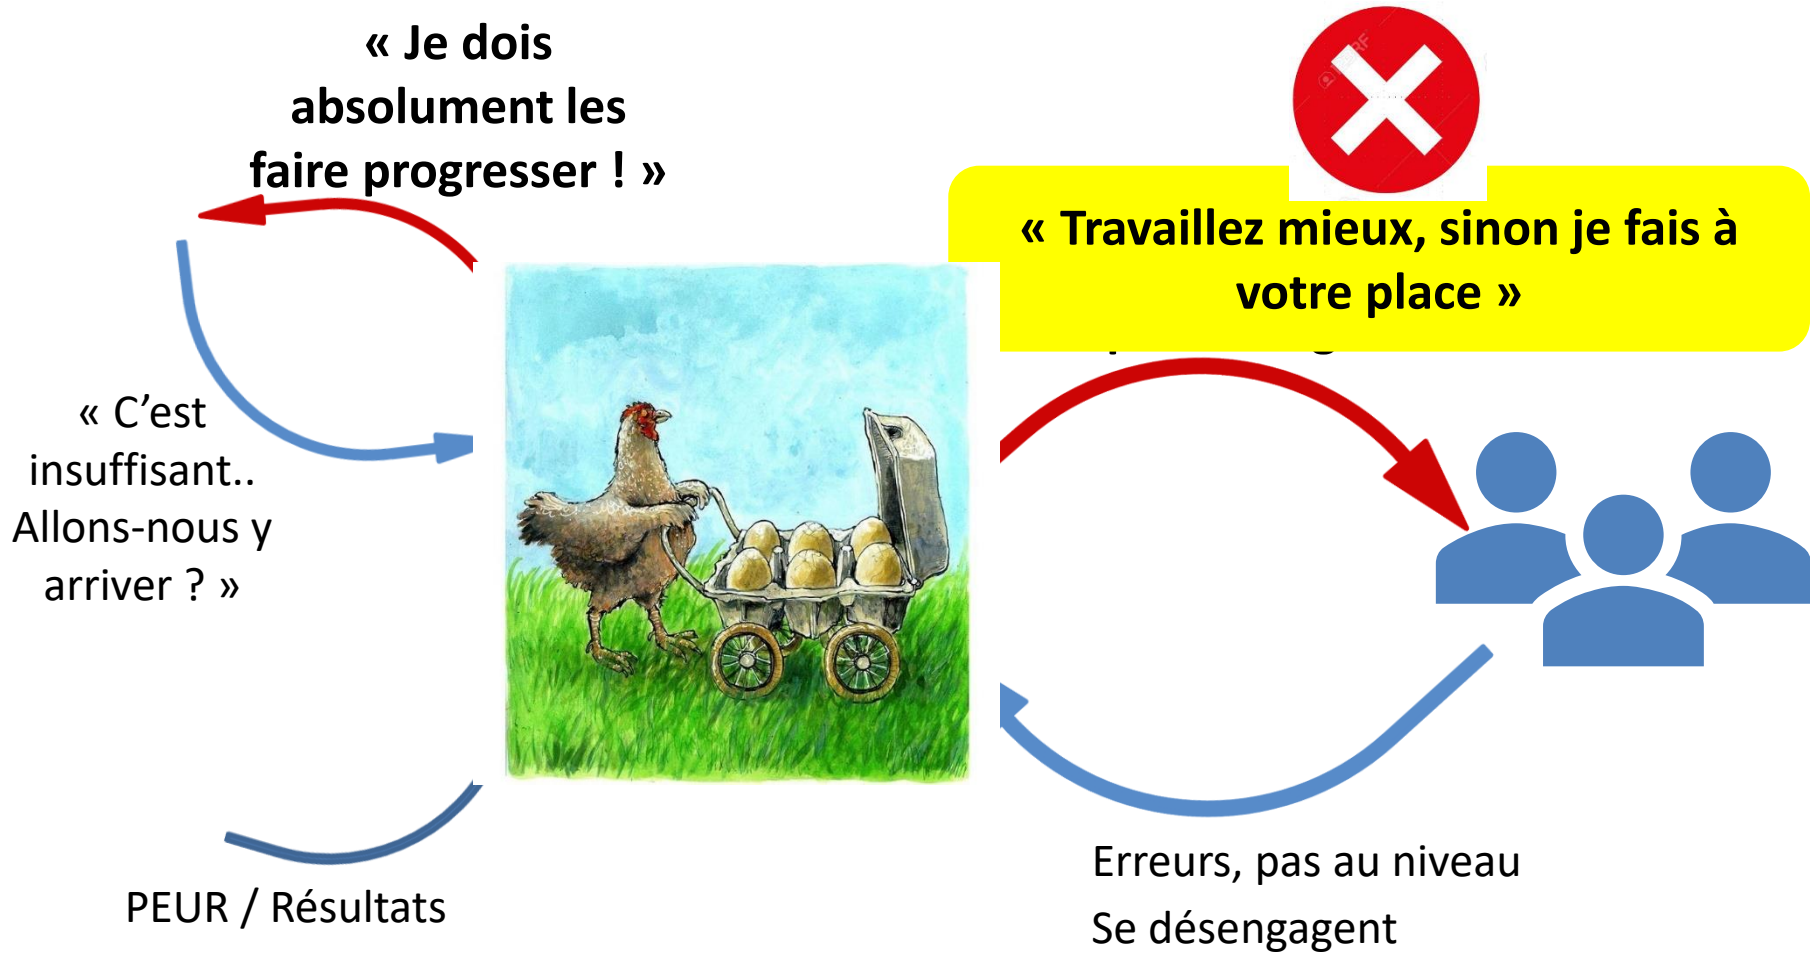 « Je dois
absolument les
faire progresser ! »
« Travaillez mieux, sinon je fais à
votre place »
« C’est
insuffisant..
Allons-nous y
arriver ? »
Erreurs, pas au niveau
Se désengagent
PEUR / Résultats